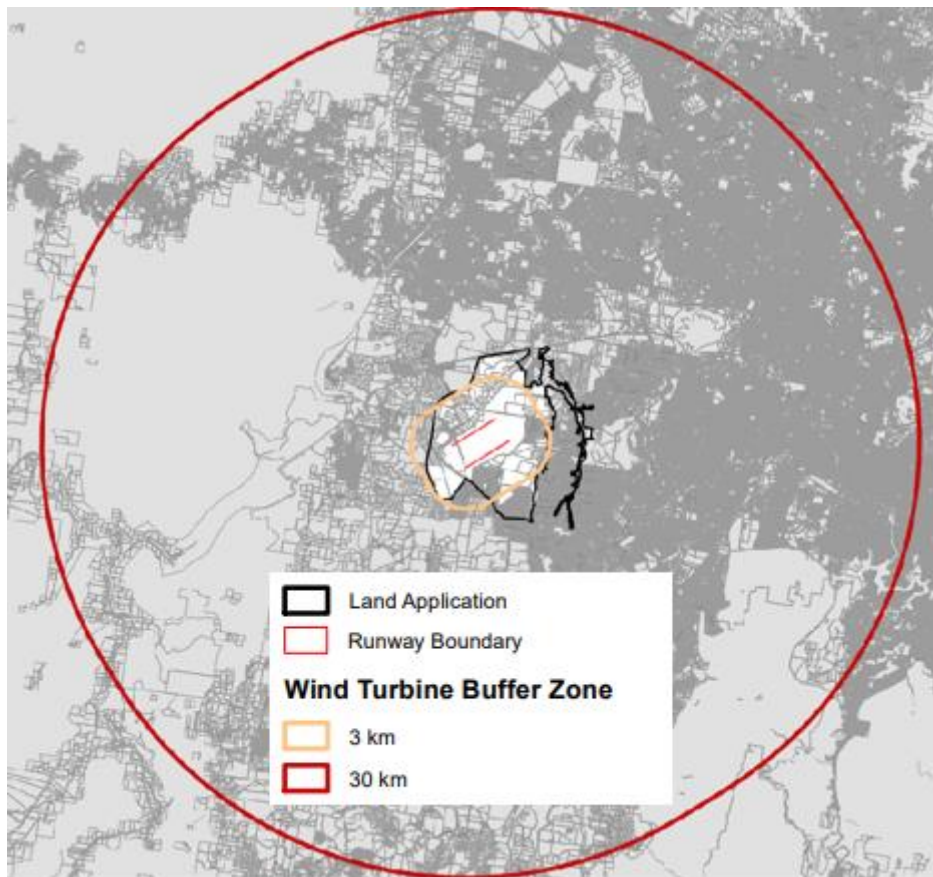 Land Application
Runway Boundary
Wind Turbine Buffer Zone
3 km
30 km